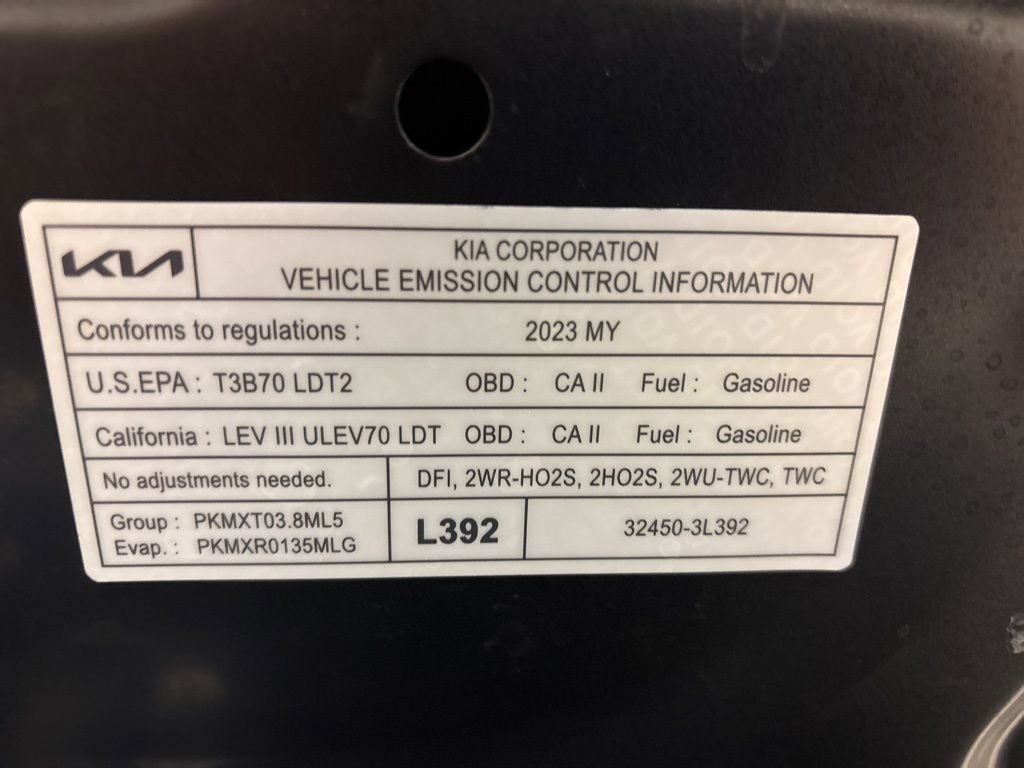 KIA
KIA CORPORATION
VEHICLE EMISSION CONTROL INFORMATION
Conforms to regulations : 2023 MY
U.S.EPA : T3B70 LDT2 OBD : CA II Fuel : Gasoline
California : LEV III ULEV70 LDT OBD : CA II Fuel : Gasoline
No adjustments needed. DFI, 2WR-HO2S, 2HO2S, 2WU-TWC, TWC
Group : PKMXT03.8ML5
Evap. : PKMXR0135MLG
L392
32450-3L392